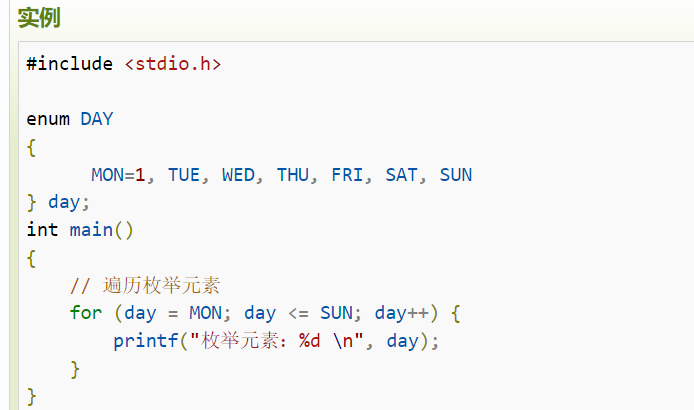 实例
#include <stdio.h>
enum DAY
{
      MON=1, TUE, WED, THU, FRI, SAT, SUN
} day;
int main()
{
    // 遍历枚举元素
    for (day = MON; day <= SUN; day++) {
        printf("枚举元素：%d \n", day);
    }
}